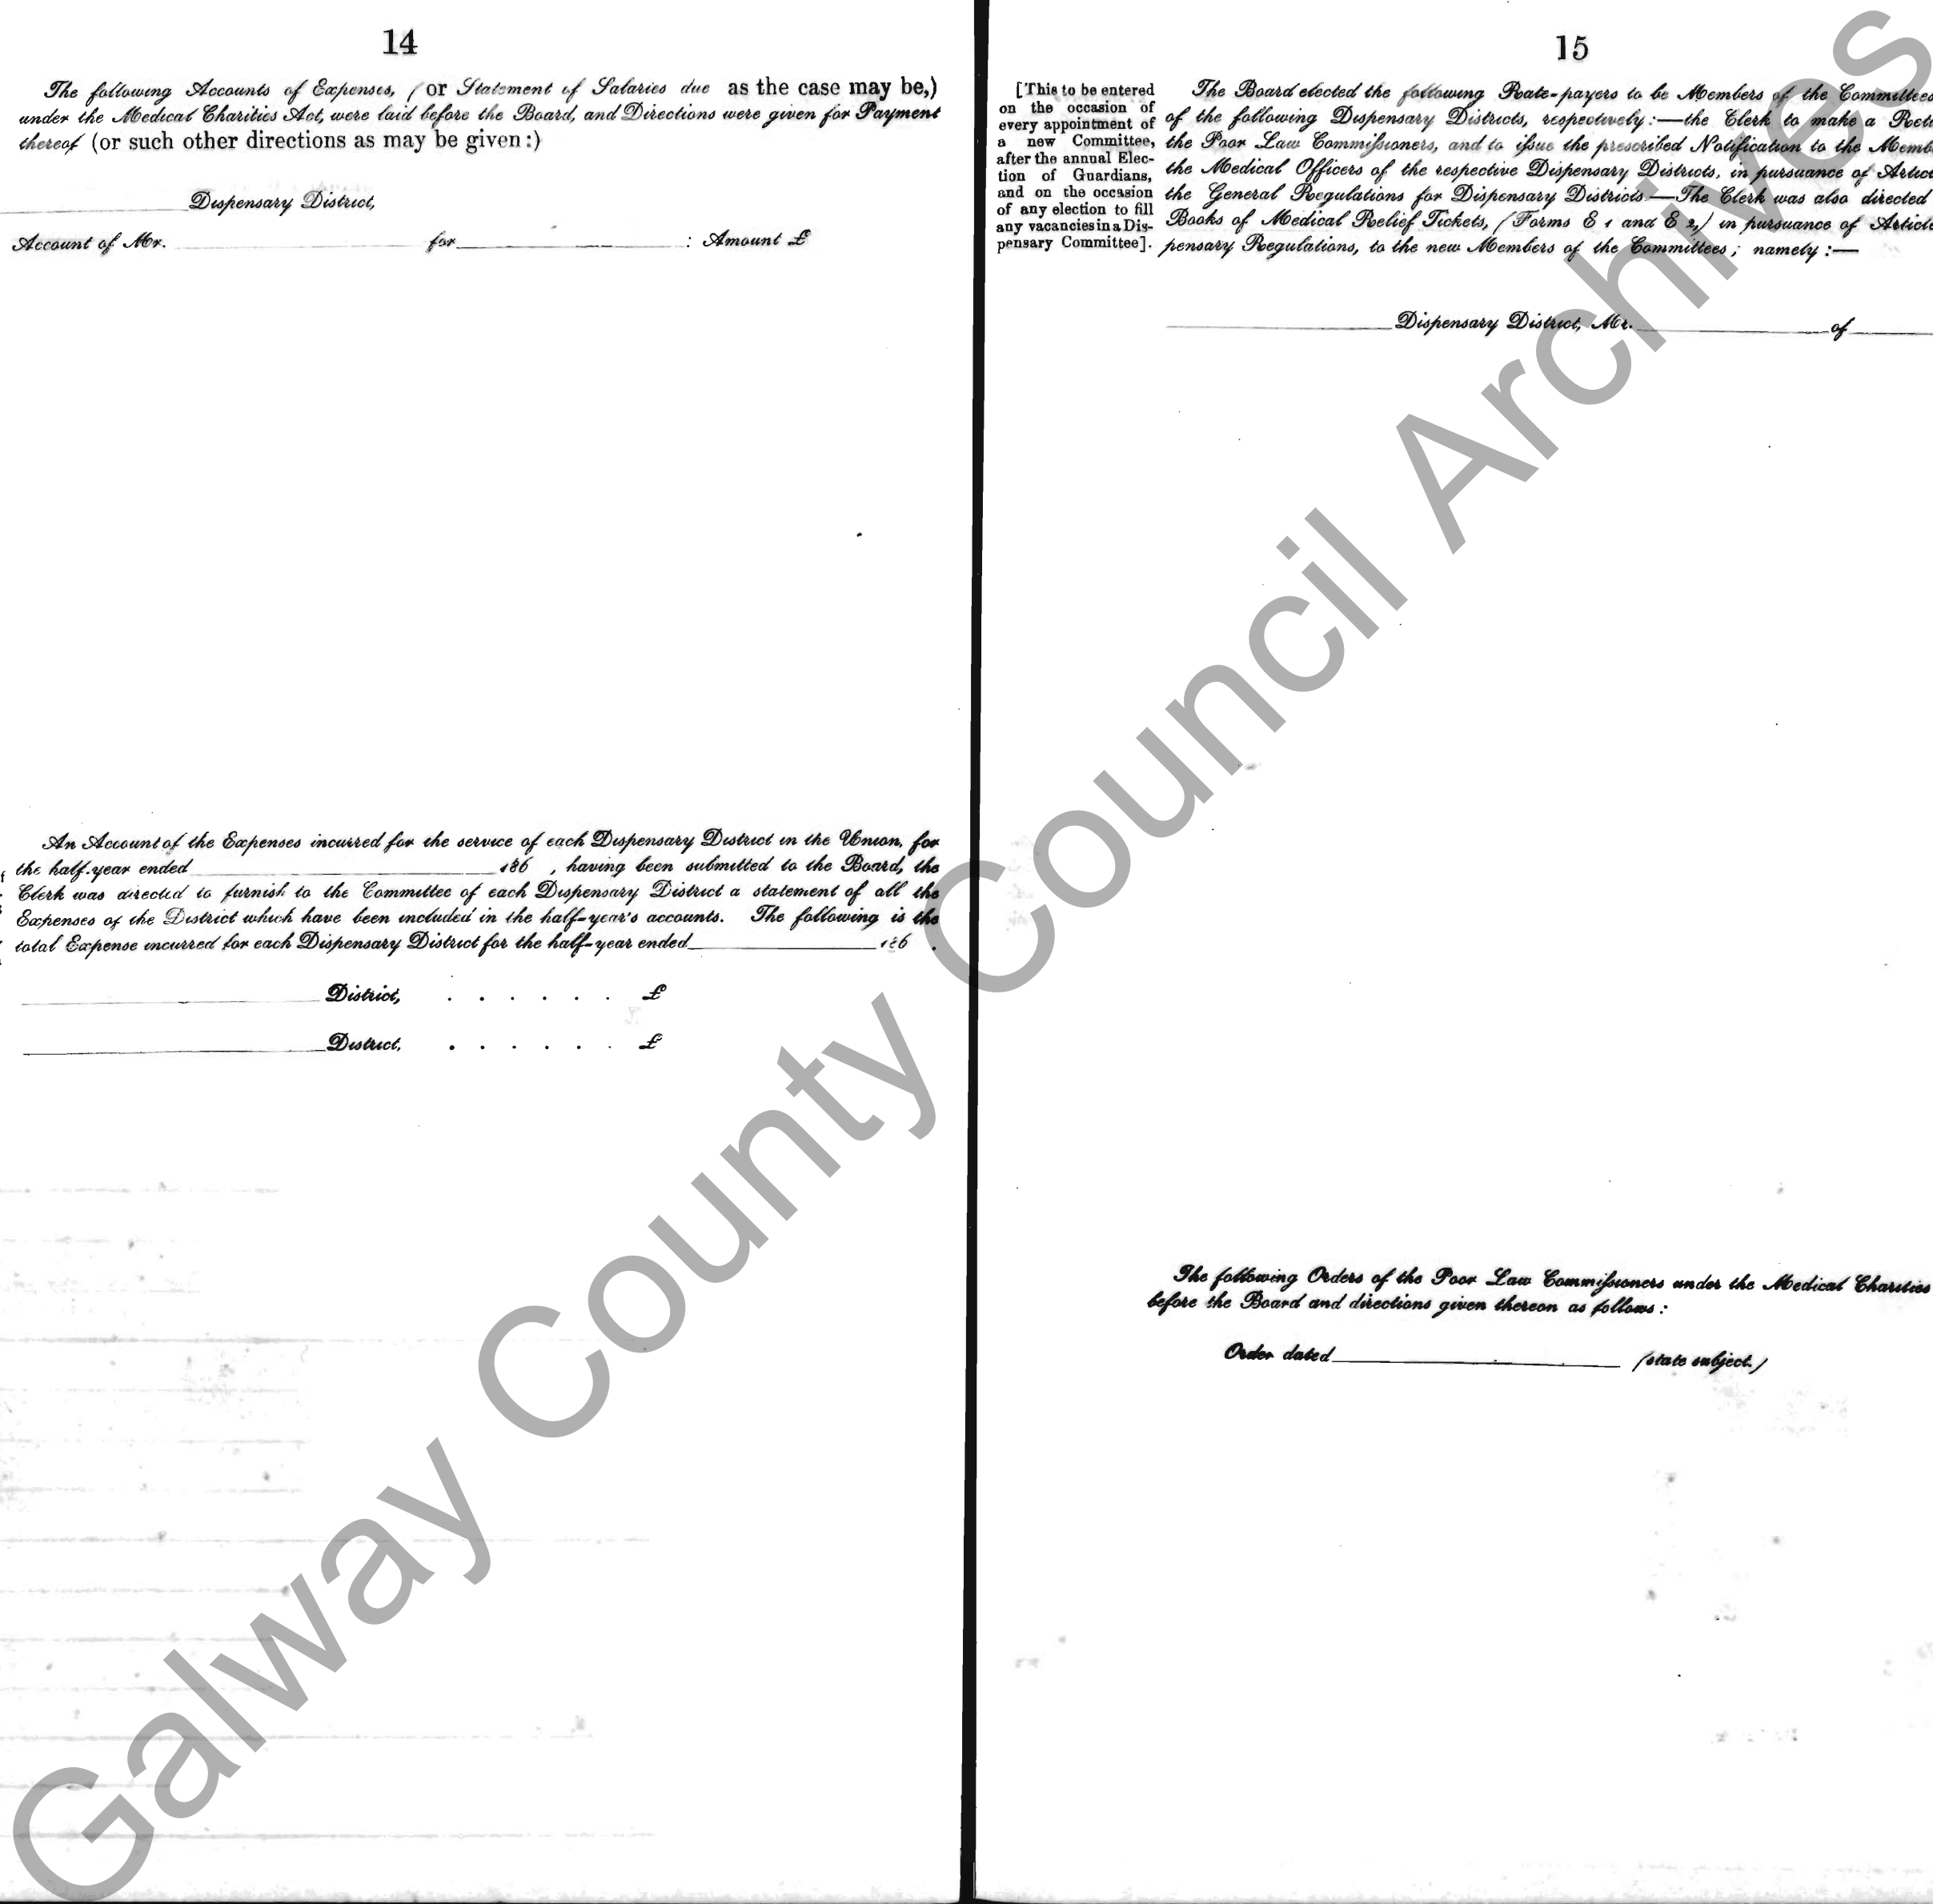 14
The following Accounts of Expenses, (or Statement of Salaries due as the case may be,)
under the Medical Charities Act, were laid before the Board, and Directions were given for Payment
thereof (or such other directions as may be given:)
Dispensary District,
Account of Mr. for : Amount £
An Account of the Expenses incurred for the service of each Dispensary District in the Union, for
the half-year ended 186 , having been submitted to the Board, the
Clerk was directed to furnish to the Committee of each Dispensary District a statement of all the
Expenses of the District which have been included in the half-year's accounts. The following is the
total Expense incurred for each Dispensary District for the half-year ended 186 .
District, . . . . . . £
District, . . . . . . £
15
[This to be entered
on the occasion of
every appointment of
a new Committee,
after the annual Elec-
tion of Guardians,
and on the occasion
of any election to fill
any vacancies in a Dis-
pensary Committee].
The Board elected the following Rate-payers to be Members of the Committees
of the following Dispensary Districts, respectively:—the Clerk to make a Retu
the Poor Law Commissioners, and to issue the prescribed Notification to the Memb
the Medical Officers of the respective Dispensary Districts, in pursuance of Artic
the General Regulations for Dispensary Districts.—The Clerk was also directed
Books of Medical Relief Tickets, (Forms E 1 and E 2,) in pursuance of Article
pensary Regulations, to the new Members of the Committees; namely:—
Dispensary District, Mr. of
The following Orders of the Poor Law Commissioners under the Medical Charities
before the Board and directions given thereon as follows:
Order dated (state subject.)
Galway County Council Archives